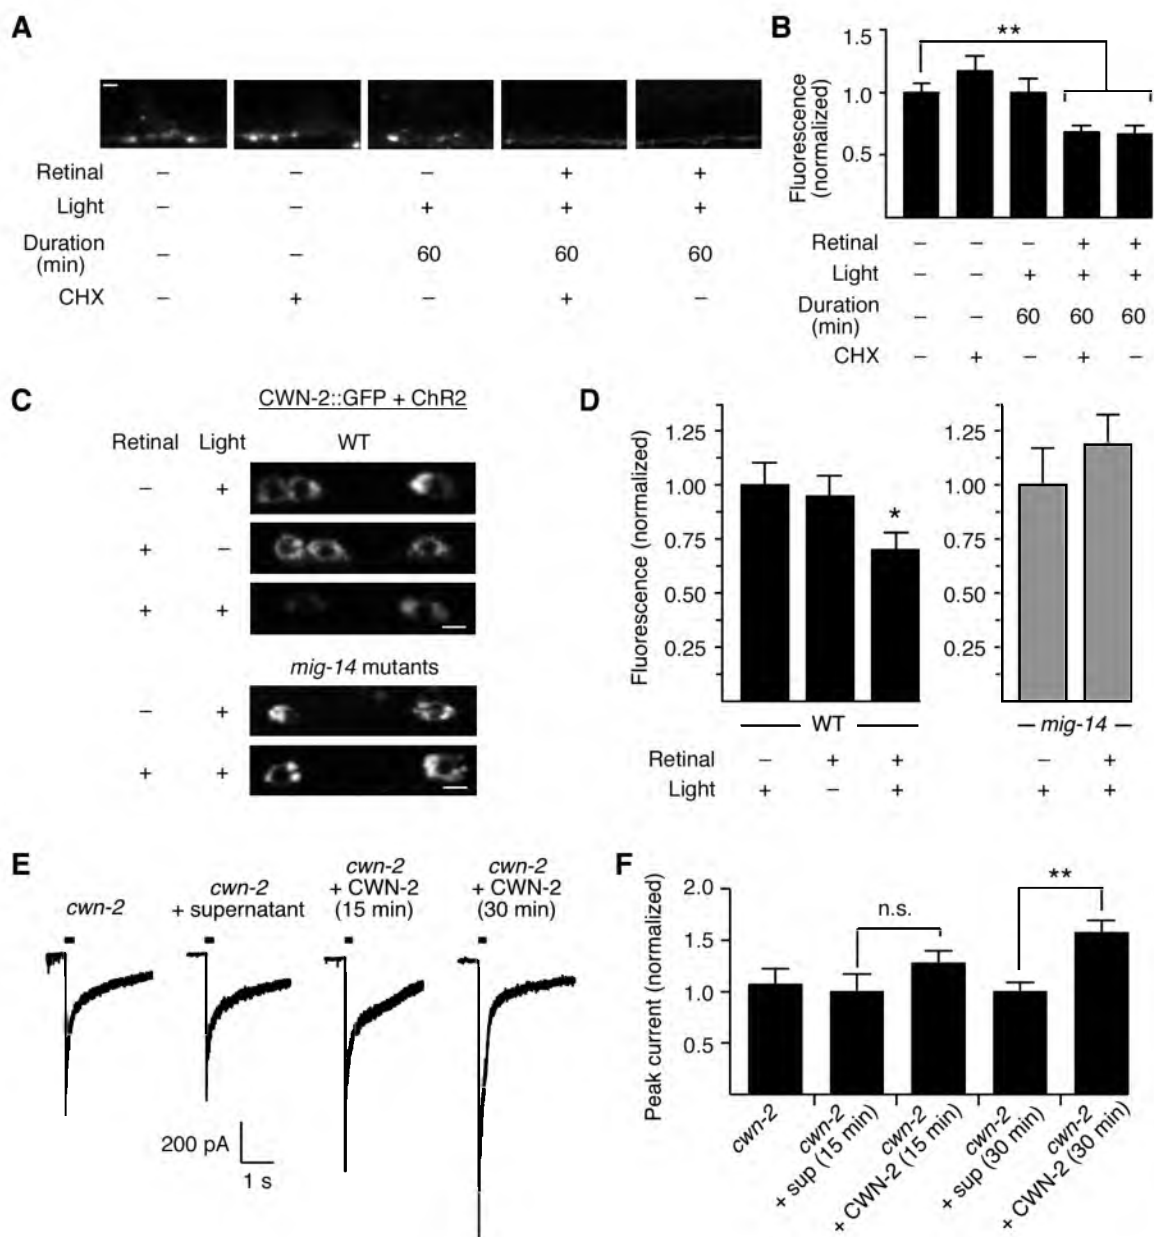 A
Retinal – – – + +
Light – – + + +
Duration (min) – – 60 60 60
CHX – + – + –
B
**
1.5
1.0
0.5
Fluorescence
(normalized)
Retinal – – – + +
Light – – + + +
Duration (min) – – 60 60 60
CHX – + – + –
C
CWN-2::GFP + ChR2
Retinal Light WT
– +
+ –
+ +
mig-14 mutants
– +
+ +
D
Fluorescence (normalized)
1.25
1.00
0.75
0.50
0.25
*
WT
1.25
1.00
0.75
0.50
0.25
mig-14
Retinal – + + – +
Light + – + + +
E
cwn-2
cwn-2
+ supernatant
cwn-2
+ CWN-2
(15 min)
cwn-2
+ CWN-2
(30 min)
200 pA
1 s
F
Peak current (normalized)
2.0
1.5
1.0
0.5
n.s.
**
cwn-2
cwn-2
+ sup (15 min)
cwn-2
+ CWN-2 (15 min)
cwn-2
+ sup (30 min)
cwn-2
+ CWN-2 (30 min)